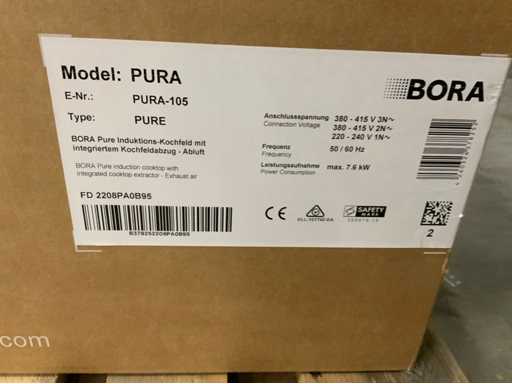 Model: PURA
E-Nr.: PURA-105
Type: PURE
BORA Pure Induktions-Kochfeld mit
integriertem Kochfeldabzug - Abluft
BORA Pure induction cooktop with
integrated cooktop extractor - Exhaust air
FD 2208PA0B95
B378252208PA0B95
BORA
Anschlussspannung 380 - 415 V 3N~
Connection Voltage 380 - 415 V 2N~
220 - 240 V 1N~
Frequenz 50 / 60 Hz
Frequency
Leistungsaufnahme max. 7.6 kW
Power Consumption
CE
SAFETY
MARK
2
.com